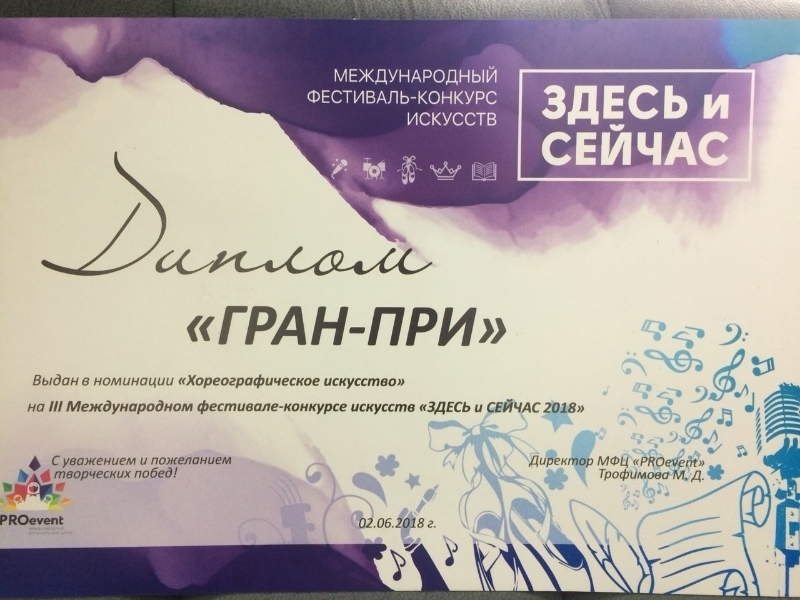 МЕЖДУНАРОДНЫЙ
ФЕСТИВАЛЬ-КОНКУРС
ИСКУССТВ
ЗДЕСЬ и
СЕЙЧАС
Диплом
«ГРАН-ПРИ»
Выдан в номинации «Хореографическое искусство»
на III Международном фестивале-конкурсе искусств «ЗДЕСЬ и СЕЙЧАС 2018»
С уважением и пожеланием
творческих побед!
Директор МФЦ «PROevent»
Трофимова М. Д.
PROevent
02.06.2018 г.